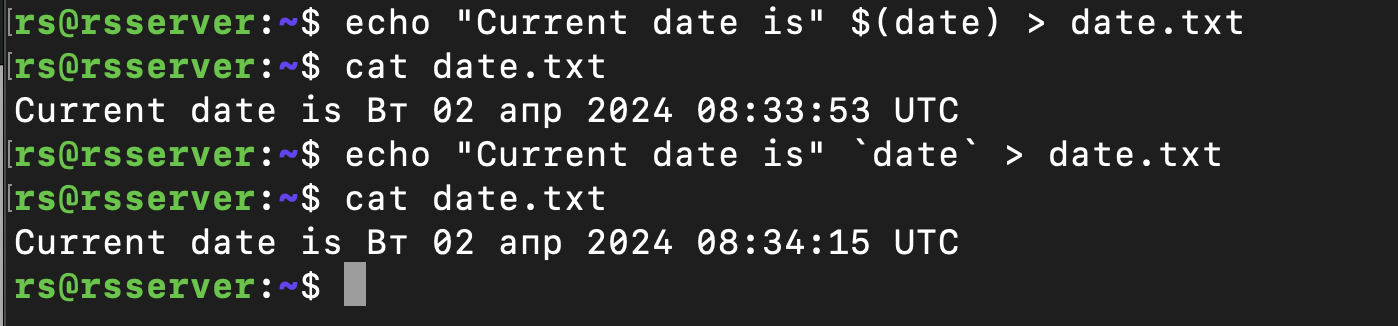 rs@rsserver:~$ echo "Current date is" $(date) > date.txt
rs@rsserver:~$ cat date.txt
Current date is Вт 02 апр 2024 08:33:53 UTC
rs@rsserver:~$ echo "Current date is" `date` > date.txt
rs@rsserver:~$ cat date.txt
Current date is Вт 02 апр 2024 08:34:15 UTC
rs@rsserver:~$